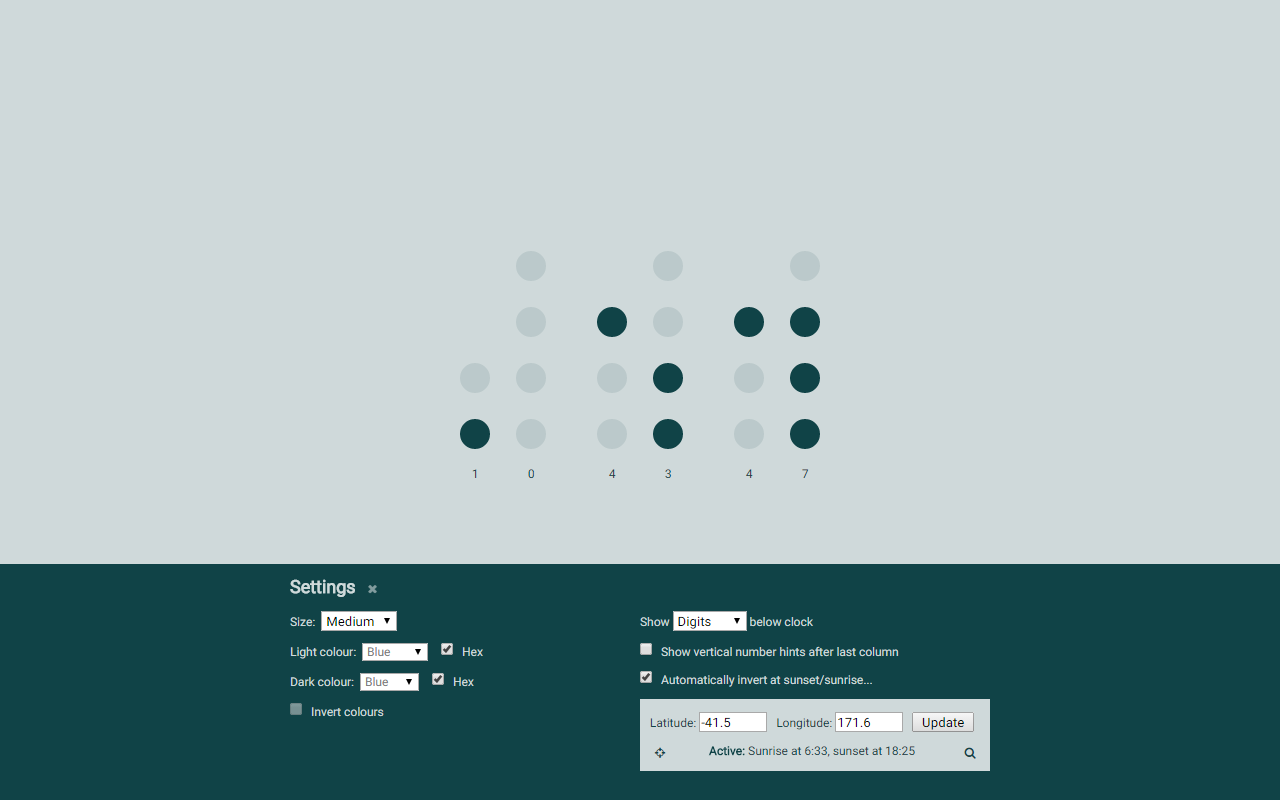 1 0 4 3 4 7
Settings ✖
Size: Medium
Show Digits below clock
Light colour: Blue Hex
Show vertical number hints after last column
Dark colour: Blue Hex
Automatically invert at sunset/sunrise...
Invert colours
Latitude: -41.5 Longitude: 171.6 Update
Active: Sunrise at 6:33, sunset at 18:25